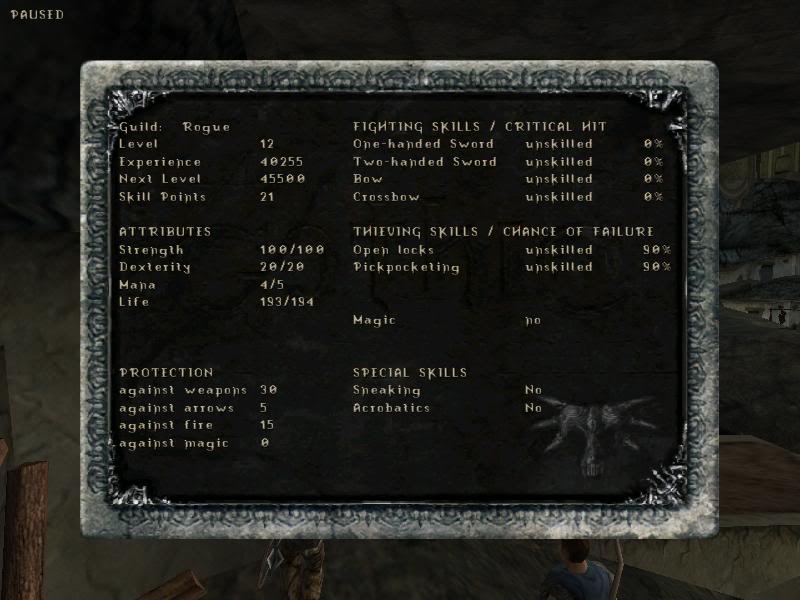 PAUSED
Guild: Rogue
Level 12
Experience 40255
Next Level 45500
Skill Points 21
ATTRIBUTES
Strength 100/100
Dexterity 20/20
Mana 4/5
Life 193/194
PROTECTION
against weapons 30
against arrows 5
against fire 15
against magic 0
FIGHTING SKILLS / CRITICAL HIT
One-handed Sword unskilled 0%
Two-handed Sword unskilled 0%
Bow unskilled 0%
Crossbow unskilled 0%
THIEVING SKILLS / CHANCE OF FAILURE
Open locks unskilled 90%
Pickpocketing unskilled 90%
Magic no
SPECIAL SKILLS
Sneaking No
Acrobatics No